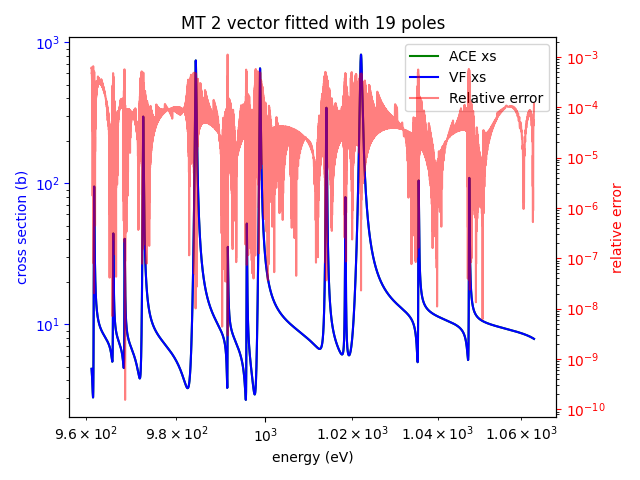 MT 2 vector fitted with 19 poles
10³
10²
10¹
cross section (b)
ACE xs
VF xs
Relative error
10⁻³
10⁻⁴
10⁻⁵
10⁻⁶
10⁻⁷
10⁻⁸
10⁻⁹
10⁻¹⁰
relative error
9.6 × 10² 9.8 × 10² 10³ 1.02 × 10³ 1.04 × 10³ 1.06 × 10³
energy (eV)